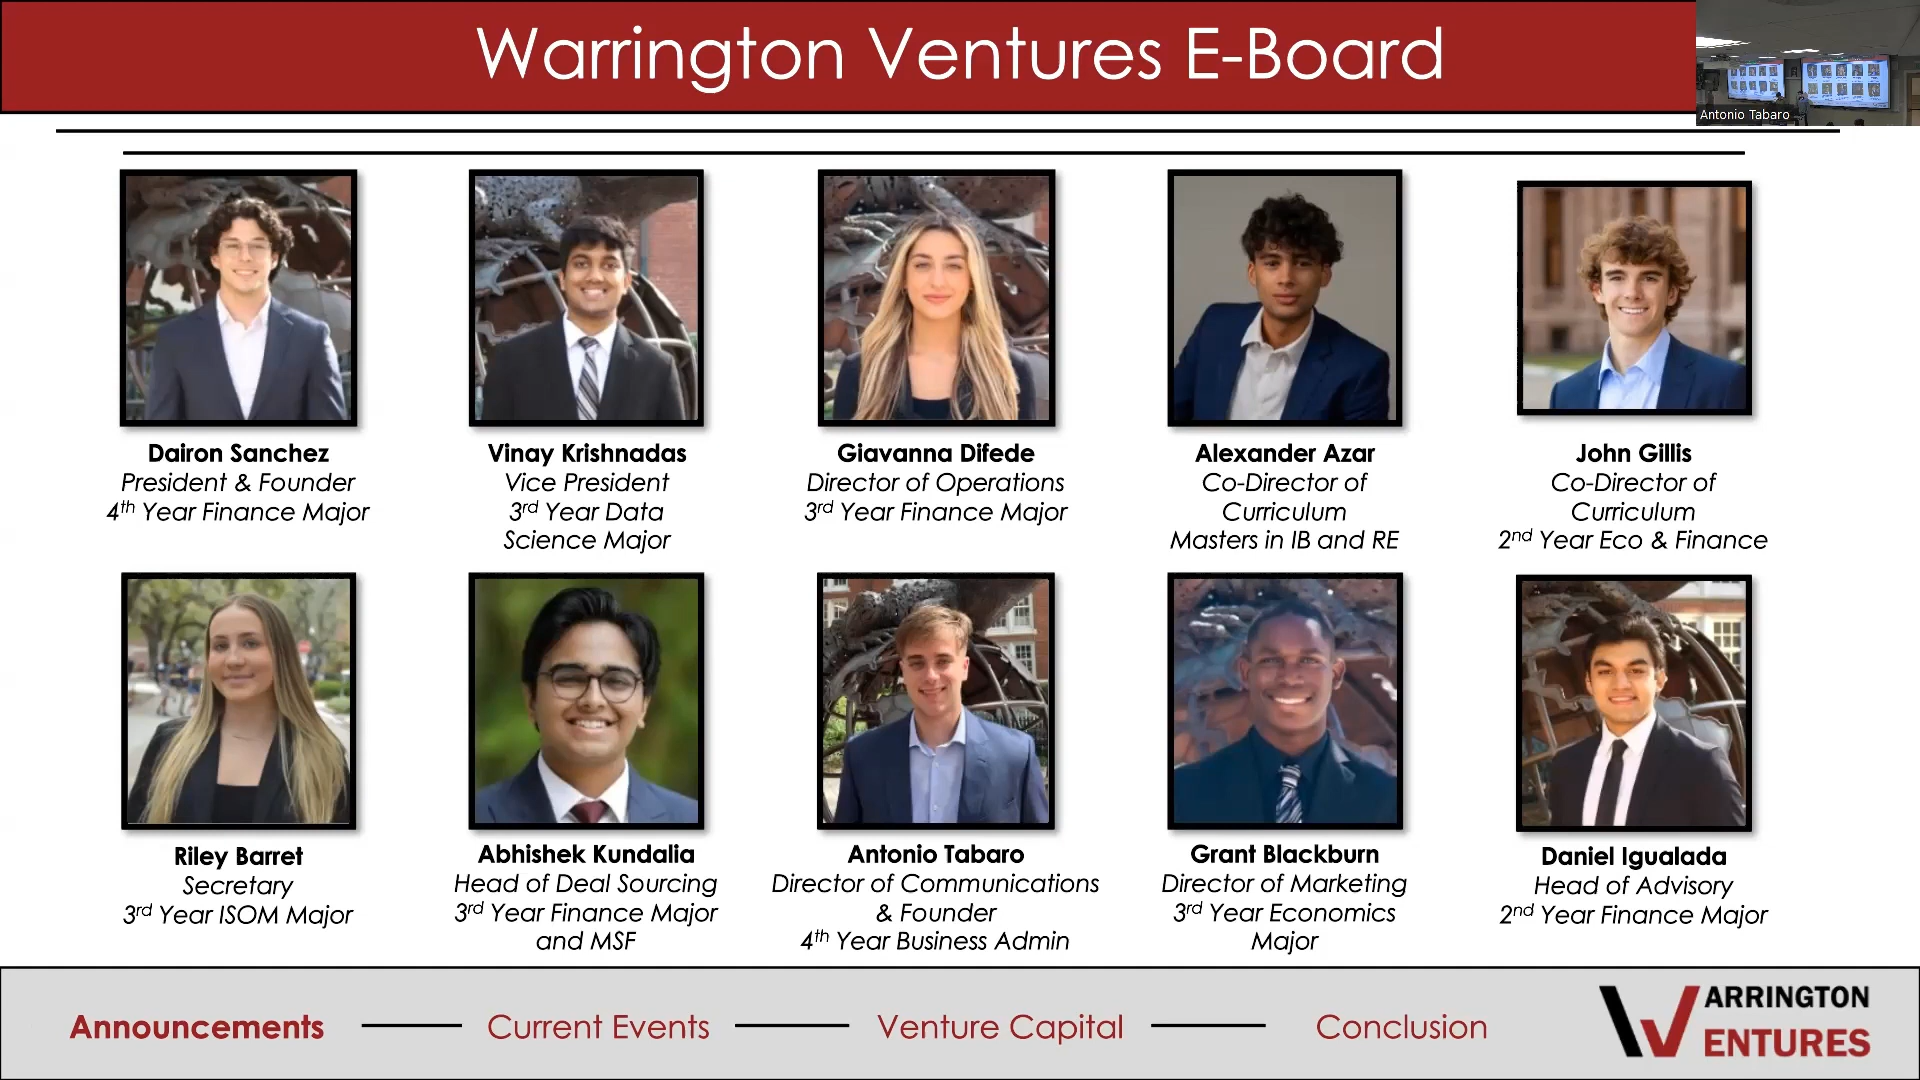 Warrington Ventures E-Board
Antonio Tabaro
Dairon Sanchez
President & Founder
4th Year Finance Major
Vinay Krishnadas
Vice President
3rd Year Data
Science Major
Giavanna Difede
Director of Operations
3rd Year Finance Major
Alexander Azar
Co-Director of
Curriculum
Masters in IB and RE
John Gillis
Co-Director of
Curriculum
2nd Year Eco & Finance
Riley Barret
Secretary
3rd Year ISOM Major
Abhishek Kundalia
Head of Deal Sourcing
3rd Year Finance Major
and MSF
Antonio Tabaro
Director of Communications
& Founder
4th Year Business Admin
Grant Blackburn
Director of Marketing
3rd Year Economics
Major
Daniel Igualada
Head of Advisory
2nd Year Finance Major
Announcements
Current Events
Venture Capital
Conclusion
WARRINGTON
VENTURES